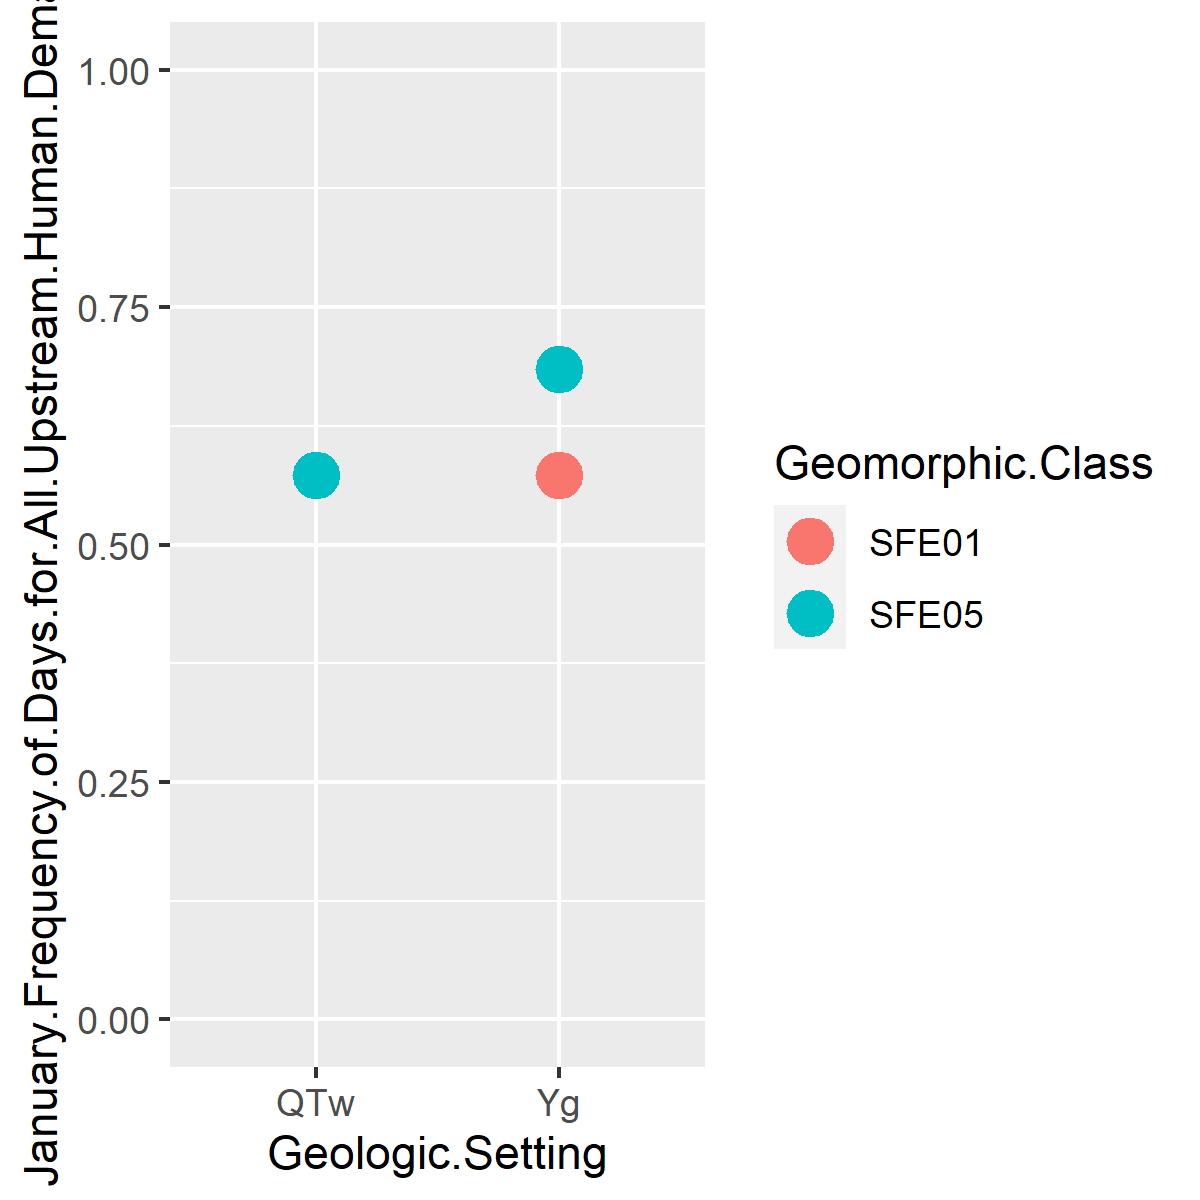 January.Frequency.of.Days.for.All.Upstream.Human.Dema
1.00
0.75
0.50
0.25
0.00
QTw
Yg
Geologic.Setting
Geomorphic.Class
SFE01
SFE05